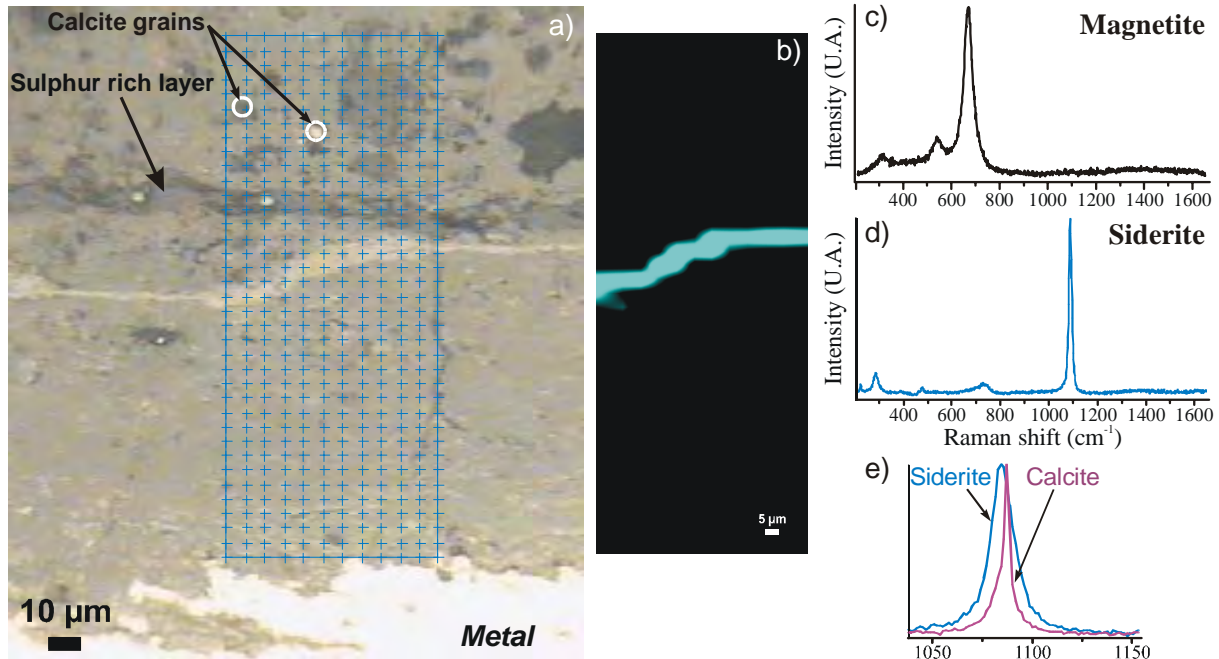 Calcite grains
a)
Sulphur rich layer
10 µm
Metal
b)
5 µm
c)
Magnetite
Intensity (U.A.)
400 600 800 1000 1200 1400 1600
d)
Siderite
Intensity (U.A.)
400 600 800 1000 1200 1400 1600
Raman shift (cm-1)
e)
Siderite
Calcite
1050 1100 1150